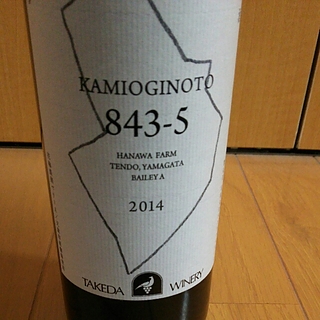 KAMIOGINOTO
843-5
HANAWA FARM
TENDO, YAMAGATA
BAILEY A
2014
TAKEDA WINERY